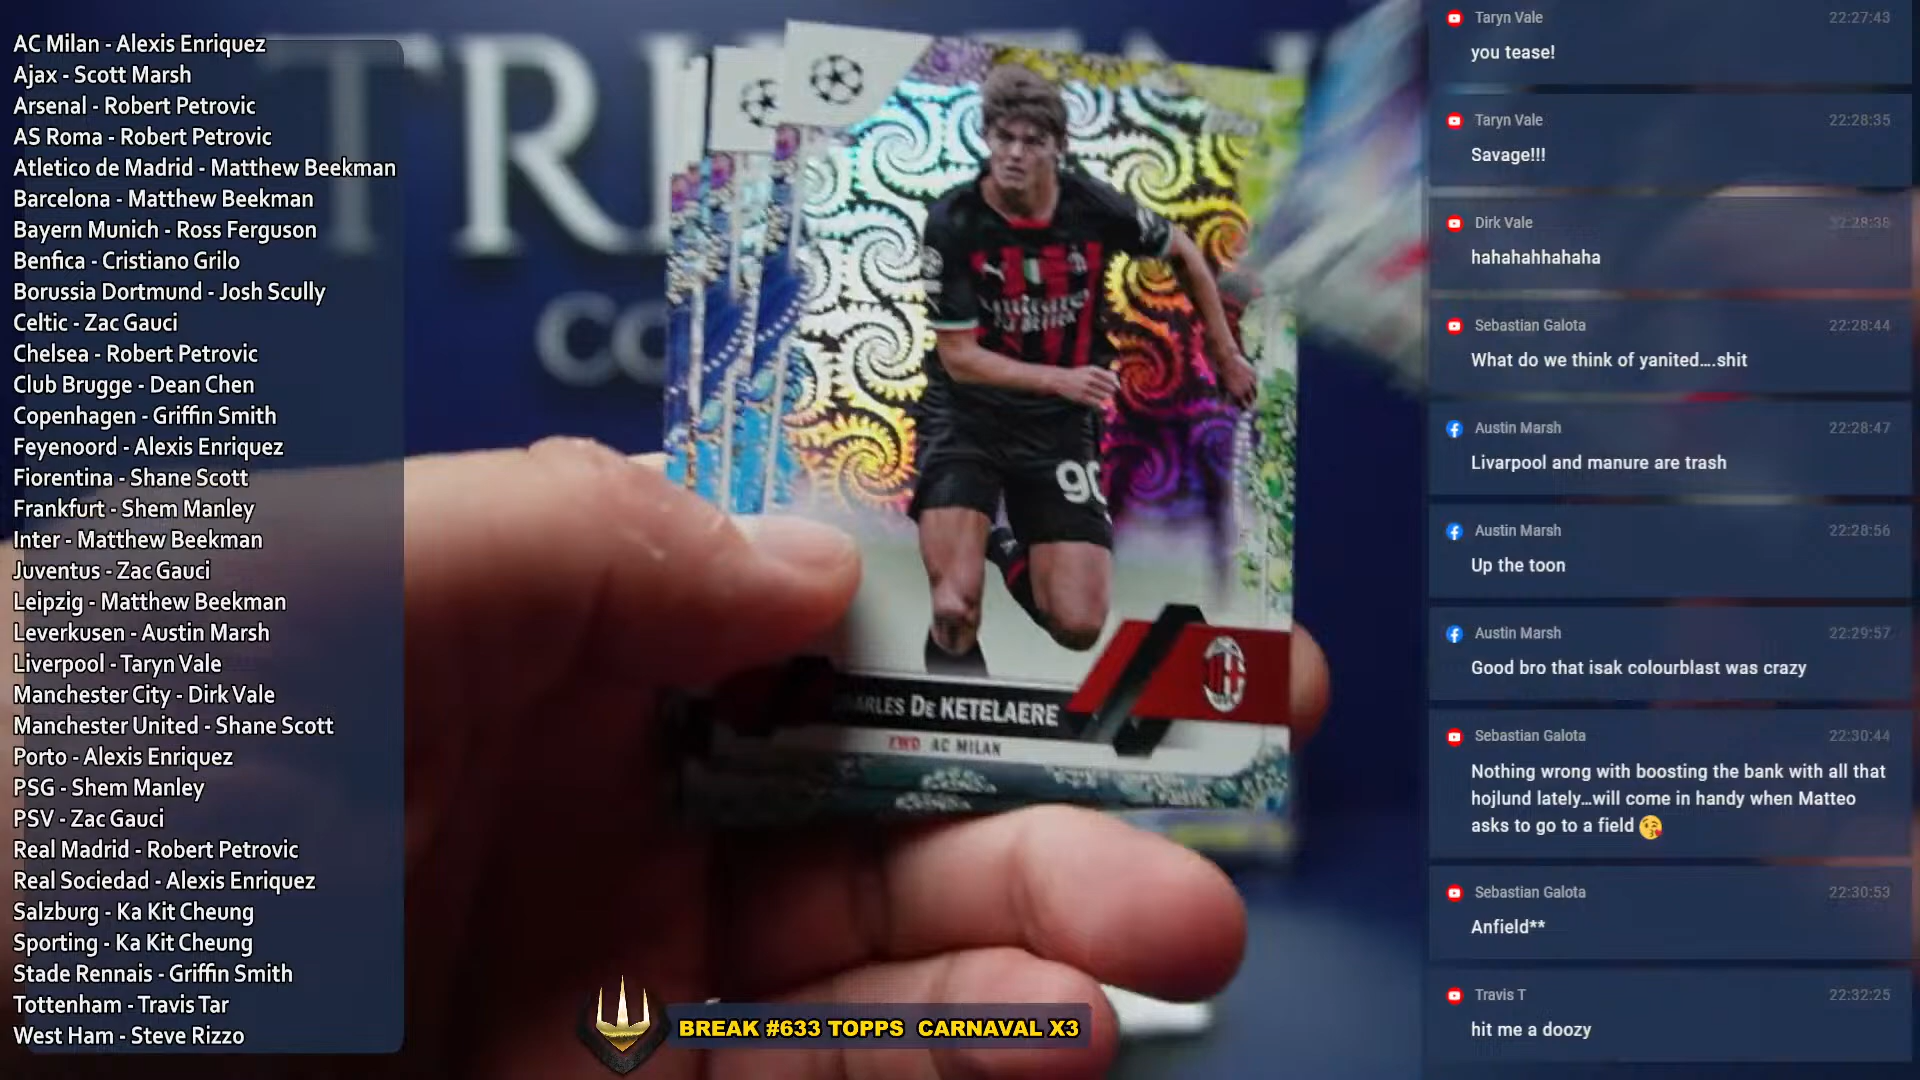 AC Milan - Alexis Enriquez
Ajax - Scott Marsh
Arsenal - Robert Petrovic
AS Roma - Robert Petrovic
Atletico de Madrid - Matthew Beekman
Barcelona - Matthew Beekman
Bayern Munich - Ross Ferguson
Benfica - Cristiano Grilo
Borussia Dortmund - Josh Scully
Celtic - Zac Gauci
Chelsea - Robert Petrovic
Club Brugge - Dean Chen
Copenhagen - Griffin Smith
Feyenoord - Alexis Enriquez
Fiorentina - Shane Scott
Frankfurt - Shem Manley
Inter - Matthew Beekman
Juventus - Zac Gauci
Leipzig - Matthew Beekman
Leverkusen - Austin Marsh
Liverpool - Taryn Vale
Manchester City - Dirk Vale
Manchester United - Shane Scott
Porto - Alexis Enriquez
PSG - Shem Manley
PSV - Zac Gauci
Real Madrid - Robert Petrovic
Real Sociedad - Alexis Enriquez
Salzburg - Ka Kit Cheung
Sporting - Ka Kit Cheung
Stade Rennais - Griffin Smith
Tottenham - Travis Tar
West Ham - Steve Rizzo
TRI
CO
90
CHARLES DE KETELAERE
FWD AC MILAN
BREAK #633 TOPPS CARNAVAL X3
Taryn Vale 22:27:43
you tease!
Taryn Vale 22:28:35
Savage!!!
Dirk Vale 22:28:38
hahahahhahaha
Sebastian Galota 22:28:44
What do we think of yanited....shit
Austin Marsh 22:28:47
Livarpool and manure are trash
Austin Marsh 22:28:56
Up the toon
Austin Marsh 22:29:57
Good bro that isak colourblast was crazy
Sebastian Galota 22:30:44
Nothing wrong with boosting the bank with all that
hojlund lately...will come in handy when Matteo
asks to go to a field 😘
Sebastian Galota 22:30:53
Anfield**
Travis T 22:32:25
hit me a doozy